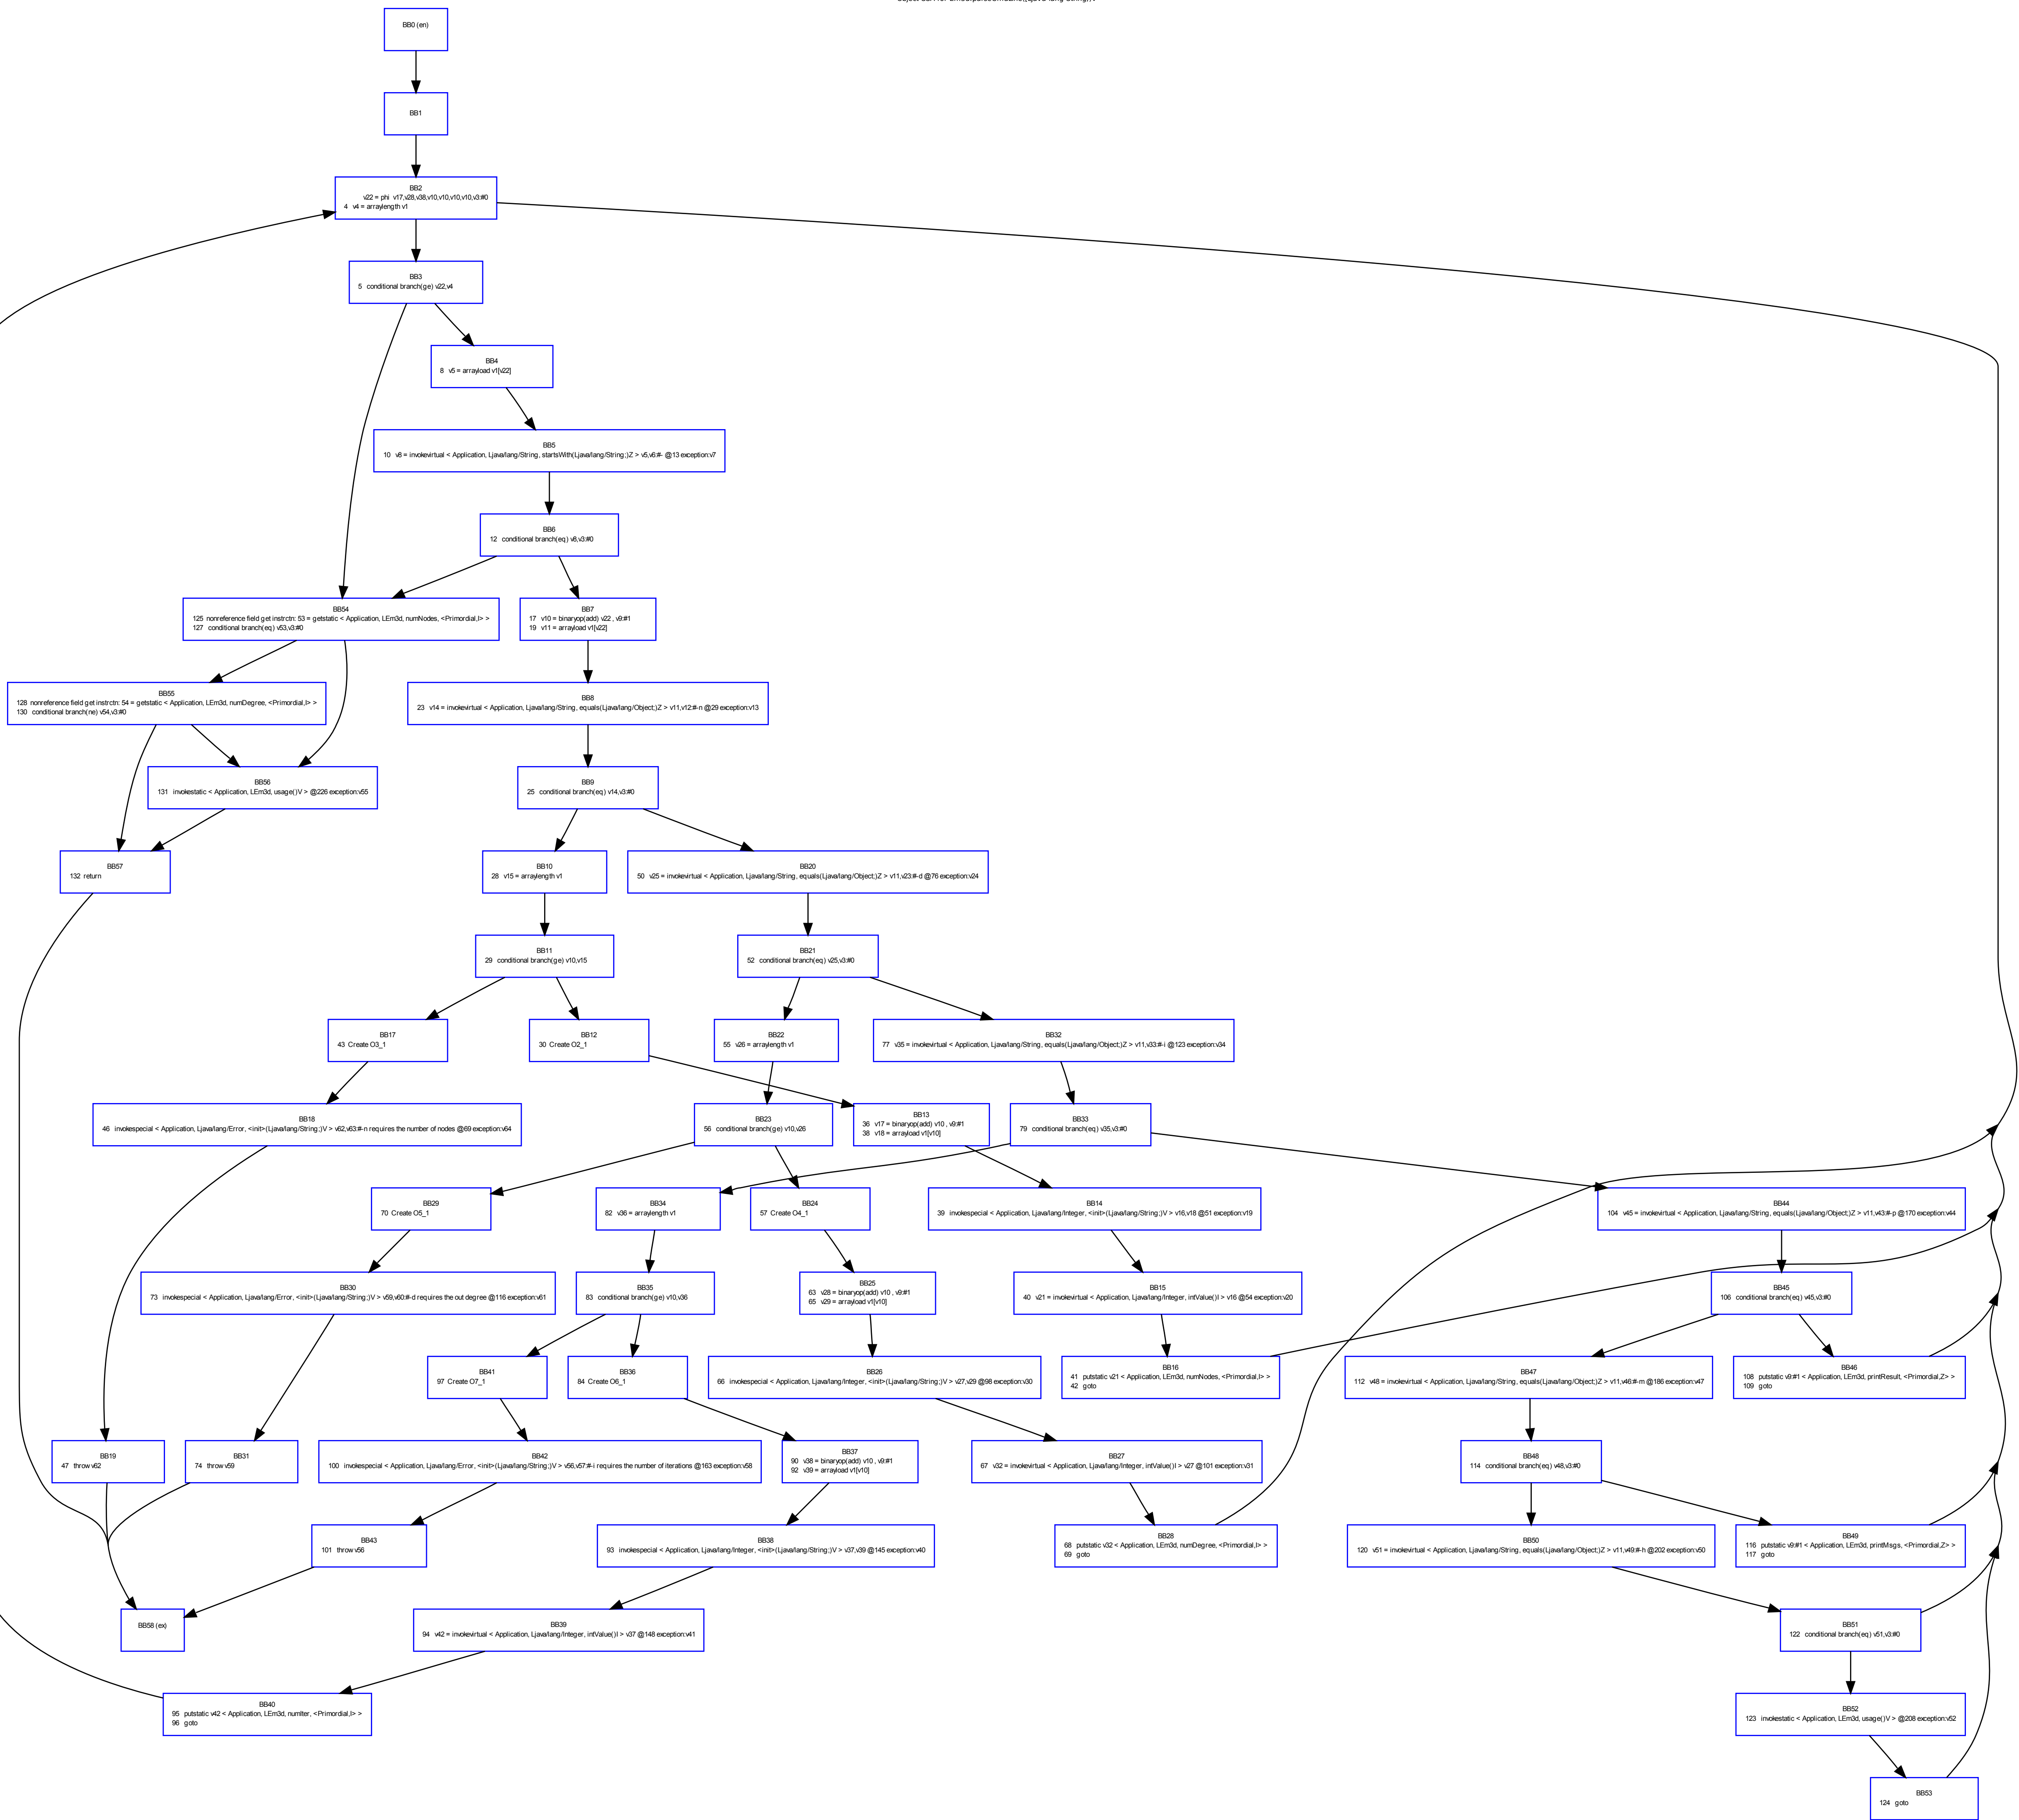 BB0 (en)
BB1
BB2
v22 = phi v17,v28,v38,v10,v10,v10,v10,v3:#0
4 v4 = arraylength v1
BB3
5 conditional branch(ge) v22,v4
BB4
8 v5 = arrayload v1[v22]
BB5
10 v8 = invokevirtual < Application, Ljava/lang/String, startsWith(Ljava/lang/String;)Z > v5,v6:#- @13 exception:v7
BB6
12 conditional branch(eq) v8,v3:#0
BB54
125 nonreference field get instrctn: 53 = getstatic < Application, LEm3d, numNodes, <Primordial,I> >
127 conditional branch(eq) v53,v3:#0
BB7
17 v10 = binaryop(add) v22 , v9:#1
19 v11 = arrayload v1[v22]
BB55
128 nonreference field get instrctn: 54 = getstatic < Application, LEm3d, numDegree, <Primordial,I> >
130 conditional branch(ne) v54,v3:#0
BB8
23 v14 = invokevirtual < Application, Ljava/lang/String, equals(Ljava/lang/Object;)Z > v11,v12:#-n @29 exception:v13
BB56
131 invokestatic < Application, LEm3d, usage()V > @226 exception:v55
BB9
25 conditional branch(eq) v14,v3:#0
BB57
132 return
BB10
28 v15 = arraylength v1
BB20
50 v25 = invokevirtual < Application, Ljava/lang/String, equals(Ljava/lang/Object;)Z > v11,v23:#-d @76 exception:v24
BB11
29 conditional branch(ge) v10,v15
BB21
52 conditional branch(eq) v25,v3:#0
BB17
43 Create O3_1
BB12
30 Create O2_1
BB22
55 v26 = arraylength v1
BB32
77 v35 = invokevirtual < Application, Ljava/lang/String, equals(Ljava/lang/Object;)Z > v11,v33:#-i @123 exception:v34
BB18
46 invokespecial < Application, Ljava/lang/Error, <init>(Ljava/lang/String;)V > v62,v63:#-n requires the number of nodes @69 exception:v64
BB23
56 conditional branch(ge) v10,v26
BB13
36 v17 = binaryop(add) v10 , v9:#1
38 v18 = arrayload v1[v10]
BB33
79 conditional branch(eq) v35,v3:#0
BB29
70 Create O5_1
BB34
82 v36 = arraylength v1
BB24
57 Create O4_1
BB14
39 invokespecial < Application, Ljava/lang/Integer, <init>(Ljava/lang/String;)V > v16,v18 @51 exception:v19
BB44
104 v45 = invokevirtual < Application, Ljava/lang/String, equals(Ljava/lang/Object;)Z > v11,v43:#-p @170 exception:v44
BB30
73 invokespecial < Application, Ljava/lang/Error, <init>(Ljava/lang/String;)V > v59,v60:#-d requires the out degree @116 exception:v61
BB35
83 conditional branch(ge) v10,v36
BB25
63 v28 = binaryop(add) v10 , v9:#1
65 v29 = arrayload v1[v10]
BB15
40 v21 = invokevirtual < Application, Ljava/lang/Integer, intValue()I > v16 @54 exception:v20
BB45
106 conditional branch(eq) v45,v3:#0
BB41
97 Create O7_1
BB36
84 Create O6_1
BB26
66 invokespecial < Application, Ljava/lang/Integer, <init>(Ljava/lang/String;)V > v27,v29 @98 exception:v30
BB16
41 putstatic v21 < Application, LEm3d, numNodes, <Primordial,I> >
42 goto
BB47
112 v48 = invokevirtual < Application, Ljava/lang/String, equals(Ljava/lang/Object;)Z > v11,v46:#-m @186 exception:v47
BB46
108 putstatic v9:#1 < Application, LEm3d, printResult, <Primordial,Z> >
109 goto
BB19
47 throw v62
BB31
74 throw v59
BB42
100 invokespecial < Application, Ljava/lang/Error, <init>(Ljava/lang/String;)V > v56,v57:#-i requires the number of iterations @163 exception:v58
BB37
90 v38 = binaryop(add) v10 , v9:#1
92 v39 = arrayload v1[v10]
BB27
67 v32 = invokevirtual < Application, Ljava/lang/Integer, intValue()I > v27 @101 exception:v31
BB48
114 conditional branch(eq) v48,v3:#0
BB43
101 throw v56
BB38
93 invokespecial < Application, Ljava/lang/Integer, <init>(Ljava/lang/String;)V > v37,v39 @145 exception:v40
BB28
68 putstatic v32 < Application, LEm3d, numDegree, <Primordial,I> >
69 goto
BB50
120 v51 = invokevirtual < Application, Ljava/lang/String, equals(Ljava/lang/Object;)Z > v11,v49:#-h @202 exception:v50
BB49
116 putstatic v9:#1 < Application, LEm3d, printMsgs, <Primordial,Z> >
117 goto
BB58 (ex)
BB39
94 v42 = invokevirtual < Application, Ljava/lang/Integer, intValue()I > v37 @148 exception:v41
BB51
122 conditional branch(eq) v51,v3:#0
BB40
95 putstatic v42 < Application, LEm3d, numIter, <Primordial,I> >
96 goto
BB52
123 invokestatic < Application, LEm3d, usage()V > @208 exception:v52
BB53
124 goto